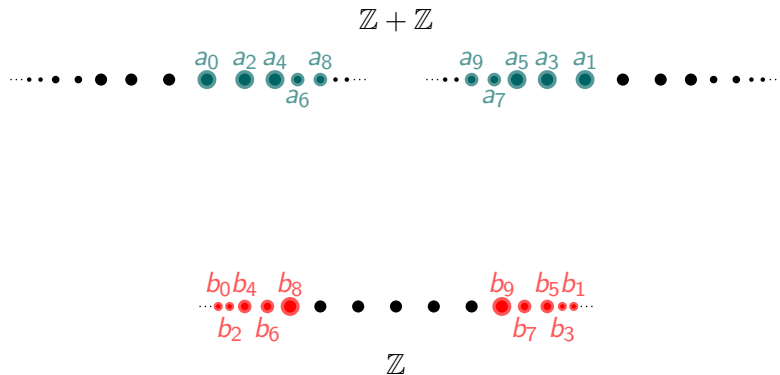 ℤ + ℤ
a₀ a₂ a₄ a₈ a₉ a₅ a₃ a₁
a₆ a₇
b₀ b₄ b₈ b₉ b₅ b₁
b₂ b₆ b₇ b₃
ℤ